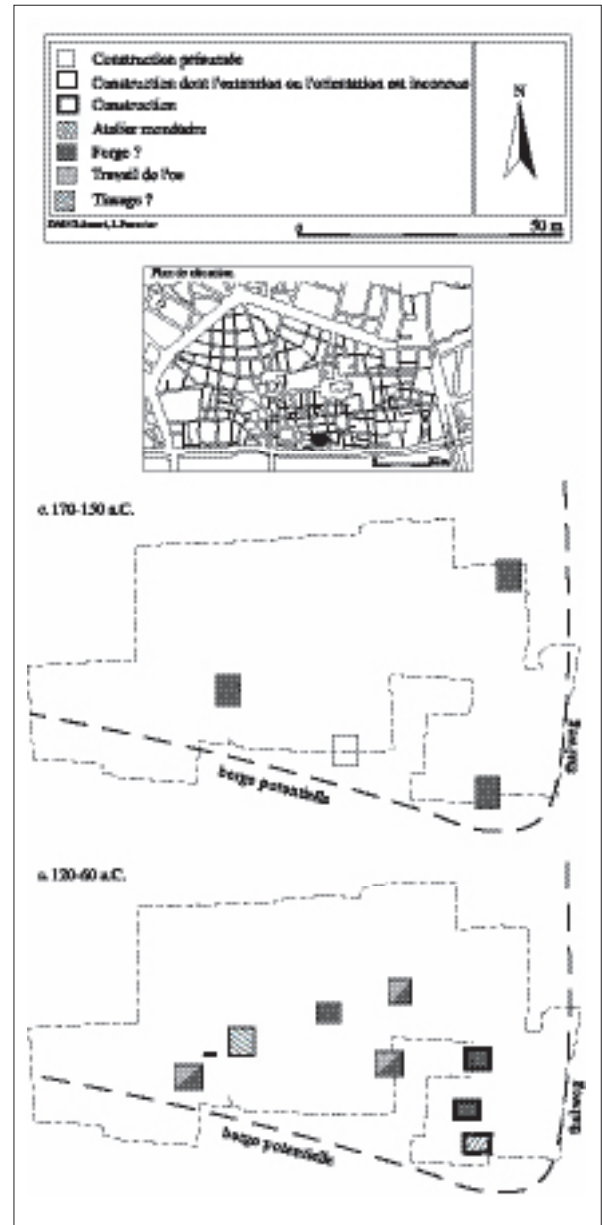 Construction présumée
Construction dont l'extension ou l'orientation est inconnue
Construction
Atelier monétaire
Forge ?
Travail de l'os
Tissage ?
N
0 50 m
Plan de situation
c. 170-150 a.C.
thalweg
berge potentielle
c. 120-60 a.C.
thalweg
berge potentielle